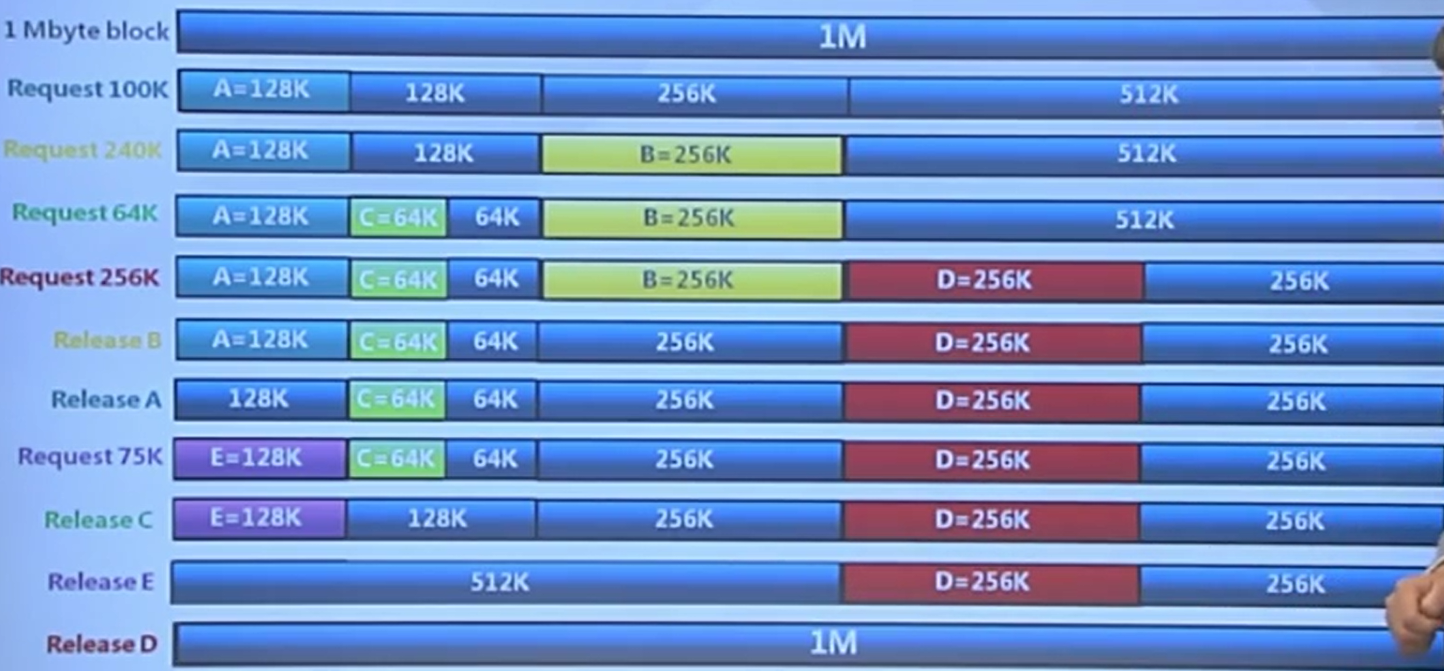 1 Mbyte block 1M
Request 100K A=128K 128K 256K 512K
Request 240K A=128K 128K B=256K 512K
Request 64K A=128K C=64K 64K B=256K 512K
Request 256K A=128K C=64K 64K B=256K D=256K 256K
Release B A=128K C=64K 64K 256K D=256K 256K
Release A 128K C=64K 64K 256K D=256K 256K
Request 75K E=128K C=64K 64K 256K D=256K 256K
Release C E=128K 128K 256K D=256K 256K
Release E 512K D=256K 256K
Release D 1M